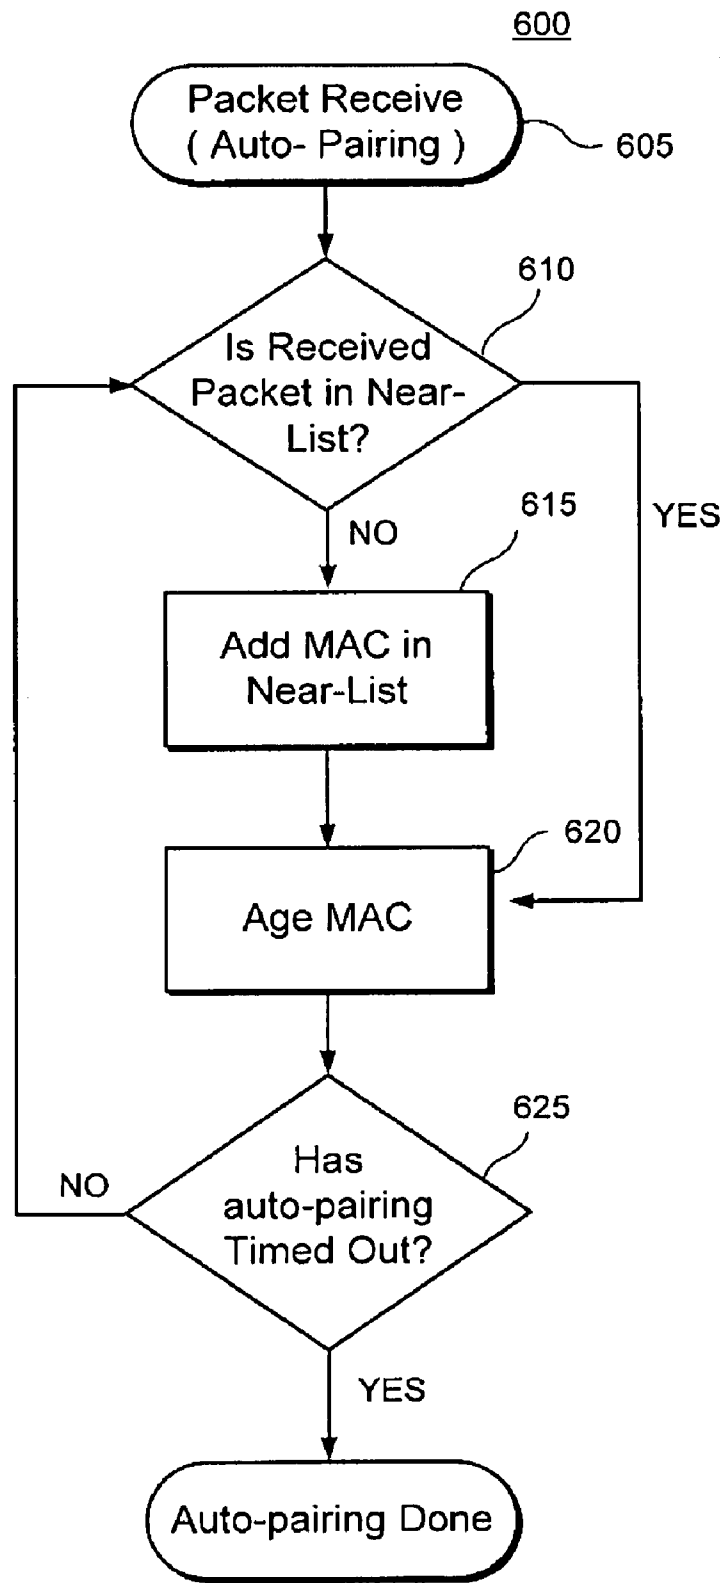 600
Packet Receive
( Auto- Pairing )
605
610
Is Received
Packet in Near-
List?
YES
NO
615
Add MAC in
Near-List
620
Age MAC
625
Has
auto-pairing
Timed Out?
NO
YES
Auto-pairing Done